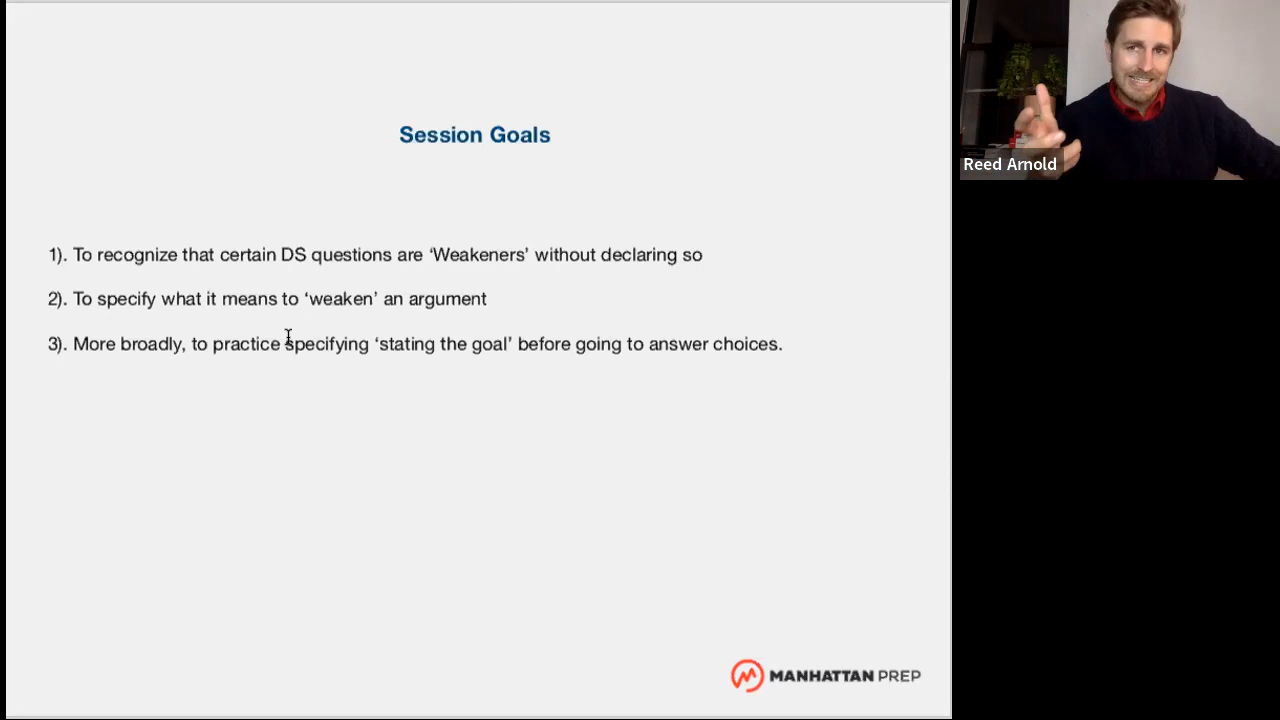 Session Goals
1). To recognize that certain DS questions are ‘Weakeners’ without declaring so
2). To specify what it means to ‘weaken’ an argument
3). More broadly, to practice specifying ‘stating the goal’ before going to answer choices.
MANHATTAN PREP
Reed Arnold